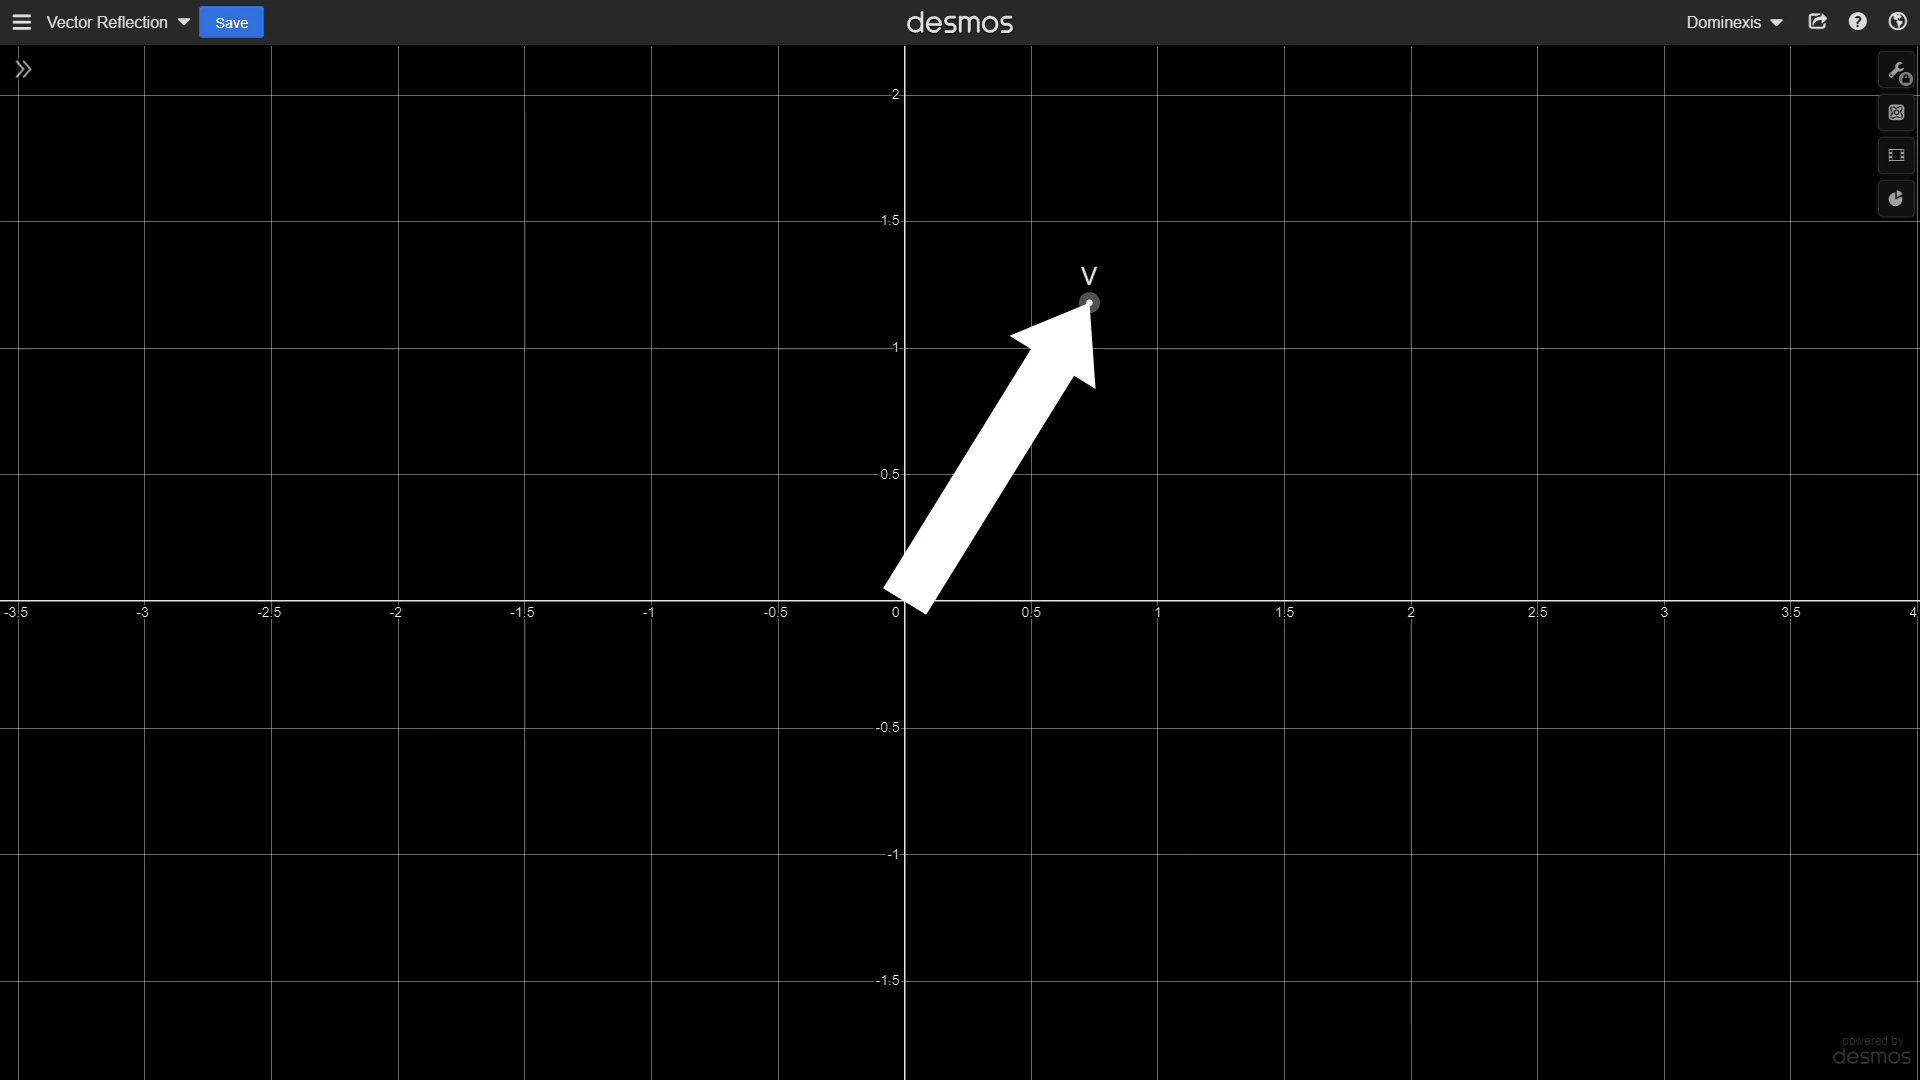 Vector Reflection
Save
desmos
Dominexis
2
1.5
V
1
0.5
-3.5 -3 -2.5 -2 -1.5 -1 -0.5 0 0.5 1 1.5 2 2.5 3 3.5 4
-0.5
-1
-1.5
powered by
desmos